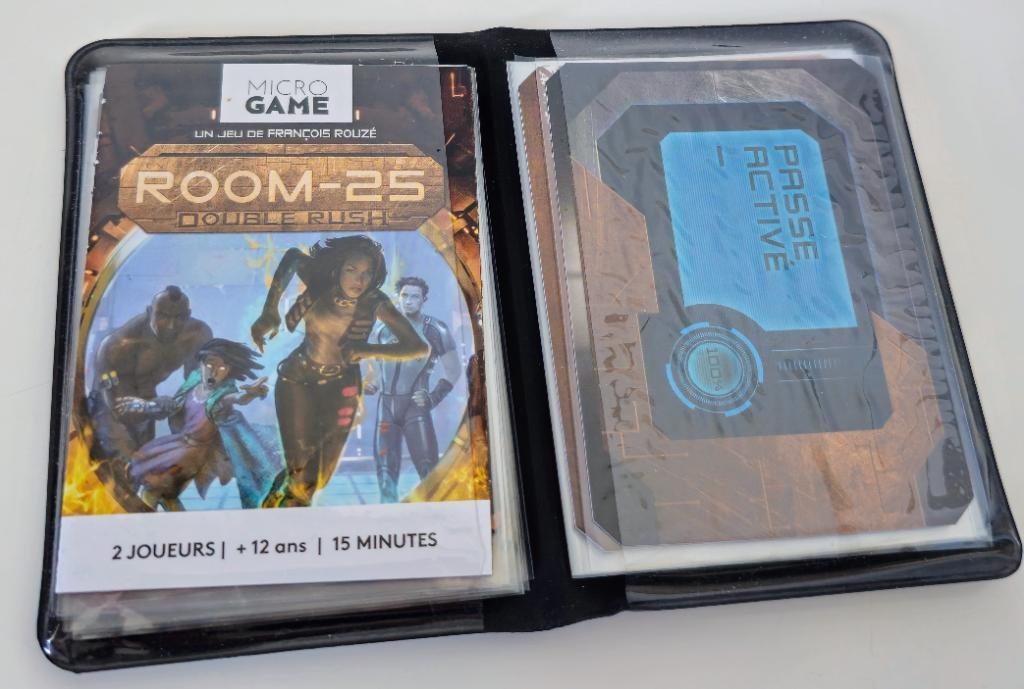 MICRO
GAME
UN JEU DE FRANÇOIS ROUZÉ
ROOM-25
DOUBLE RUSH
2 JOUEURS | + 12 ans | 15 MINUTES
PASSE
ACTIVÉ
100%